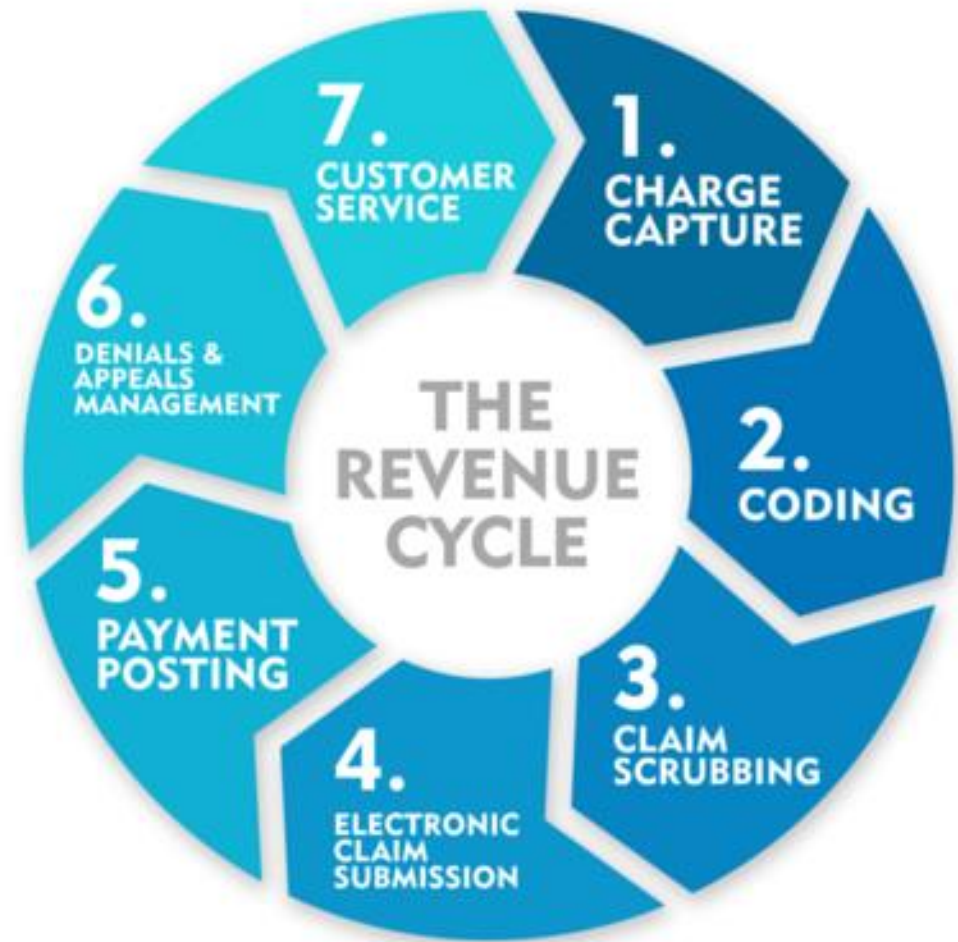 THE
REVENUE
CYCLE
1.
CHARGE
CAPTURE
2.
CODING
3.
CLAIM
SCRUBBING
4.
ELECTRONIC
CLAIM
SUBMISSION
5.
PAYMENT
POSTING
6.
DENIALS &
APPEALS
MANAGEMENT
7.
CUSTOMER
SERVICE